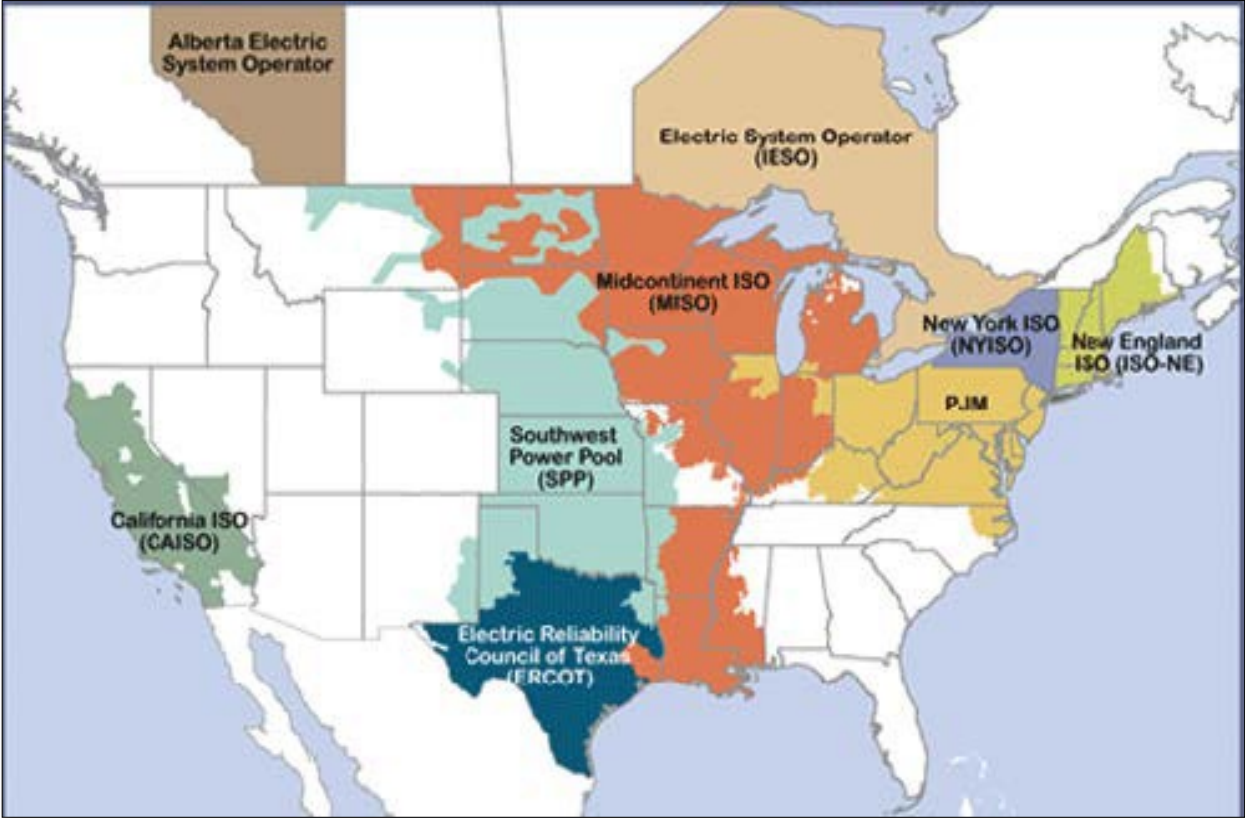 Alberta Electric
System Operator
Electric System Operator
(IESO)
Midcontinent ISO
(MISO)
New York ISO
(NYISO)
New England
ISO (ISO-NE)
PJM
Southwest
Power Pool
(SPP)
California ISO
(CAISO)
Electric Reliability
Council of Texas
(ERCOT)